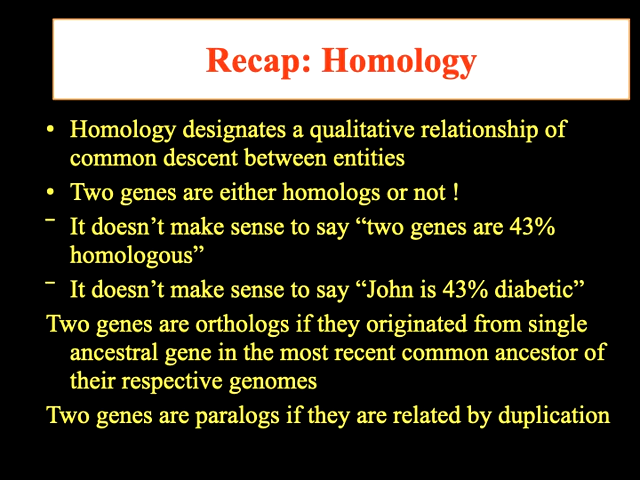 Recap: Homology
• Homology designates a qualitative relationship of
common descent between entities
• Two genes are either homologs or not !
– It doesn’t make sense to say “two genes are 43%
homologous”
– It doesn’t make sense to say “John is 43% diabetic”
Two genes are orthologs if they originated from single
ancestral gene in the most recent common ancestor of
their respective genomes
Two genes are paralogs if they are related by duplication